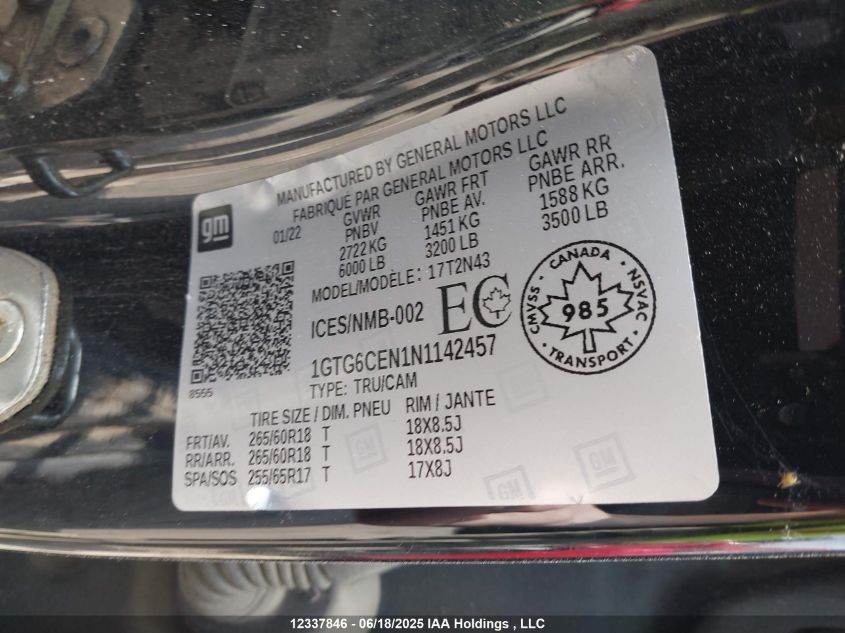 MANUFACTURED BY GENERAL MOTORS LLC
FABRIQUÉ PAR GENERAL MOTORS LLC
gm
01/22
GVWR GAWR FRT GAWR RR
PNBV PNBE AV. PNBE ARR.
2722 KG 1451 KG 1588 KG
6000 LB 3200 LB 3500 LB
MODEL/MODÈLE: 17T2N43
ICES/NMB-002 EC
CANADA
CMVSS 985 NSVAC
TRANSPORT
1GTG6CEN1N1142457
8555
TYPE: TRU/CAM
TIRE SIZE / DIM. PNEU RIM / JANTE
FRT/AV. 265/60R18 T 18X8.5J
RR/ARR. 265/60R18 T 18X8.5J
SPA/SOS 255/65R17 T 17X8J
GM
GM
GM
12337846 - 06/18/2025 IAA Holdings , LLC